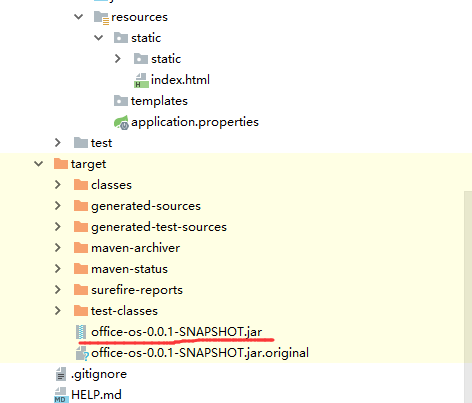 resources
static
static
index.html
templates
application.properties
test
target
classes
generated-sources
generated-test-sources
maven-archiver
maven-status
surefire-reports
test-classes
office-os-0.0.1-SNAPSHOT.jar
office-os-0.0.1-SNAPSHOT.jar.original
.gitignore
HELP.md